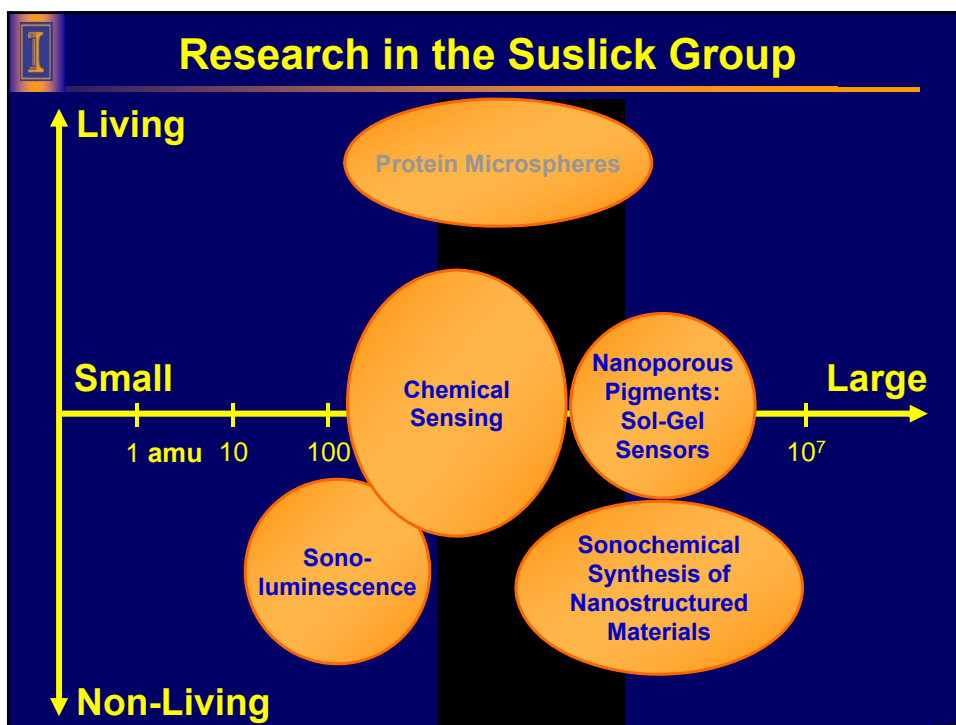 I
Research in the Suslick Group
Living
Protein Microspheres
Small
Large
Chemical
Sensing
Nanoporous
Pigments:
Sol-Gel
Sensors
1 amu 10 100 10⁷
Sono-
luminescence
Sonochemical
Synthesis of
Nanostructured
Materials
Non-Living